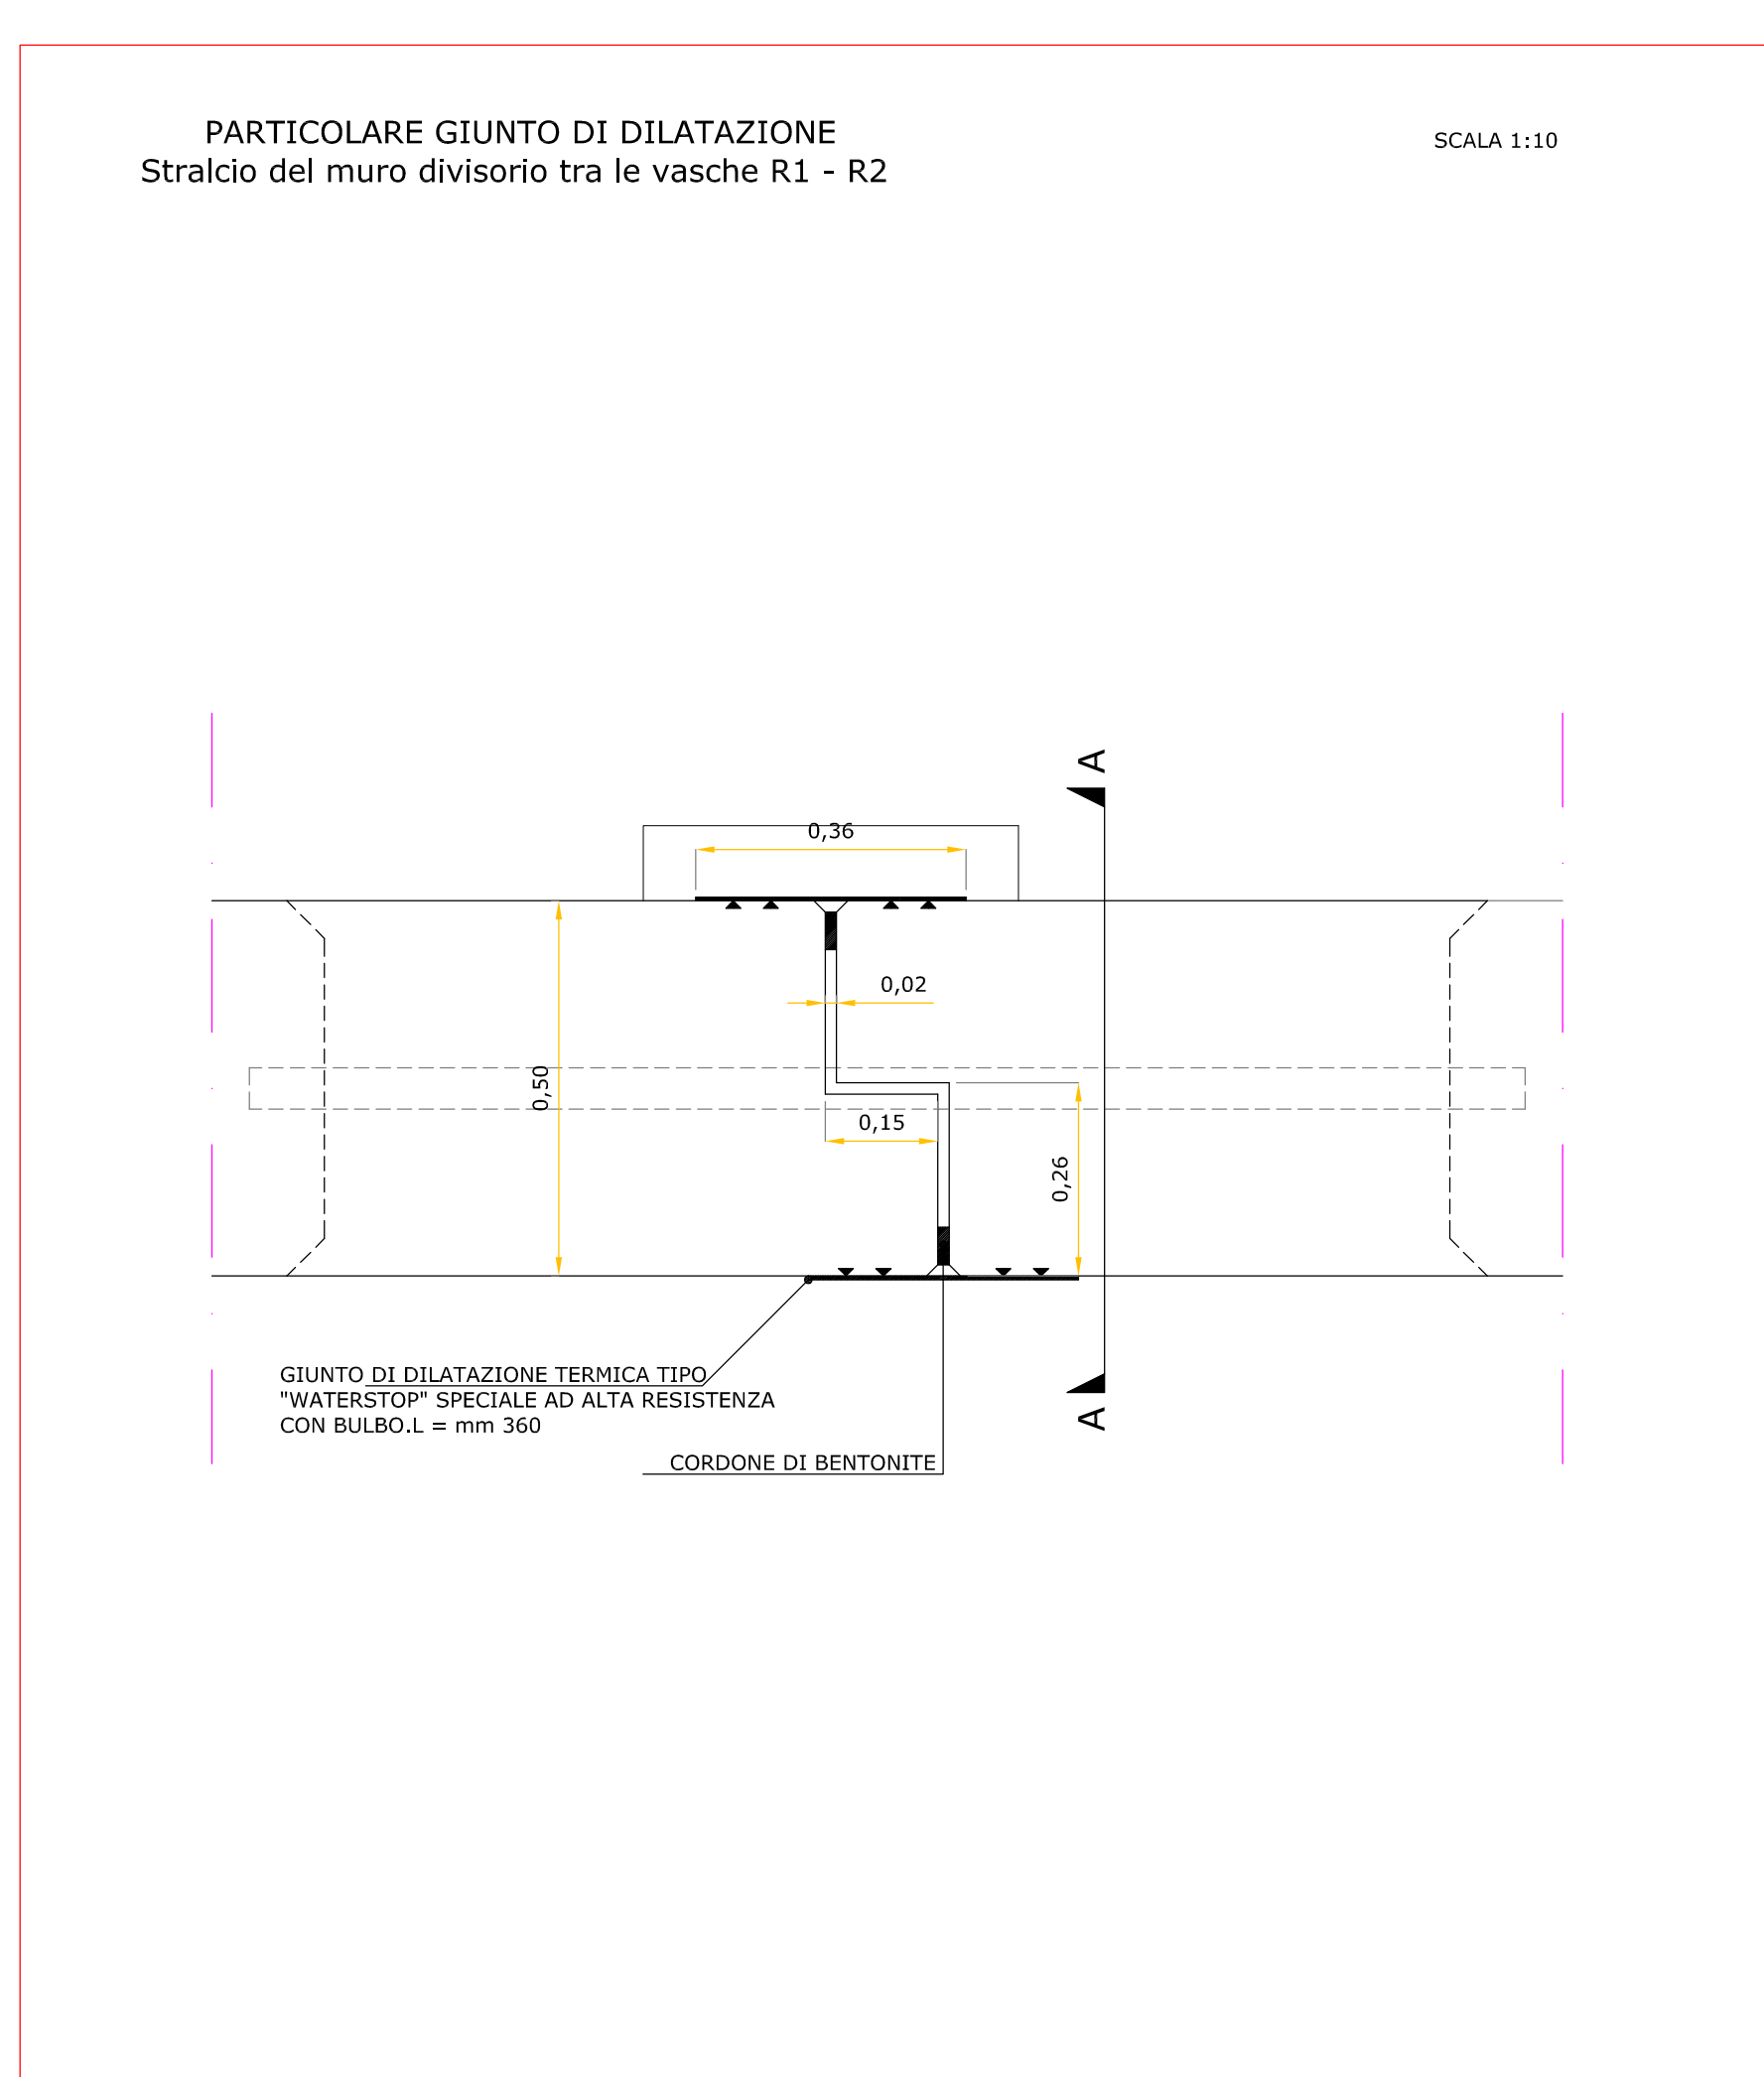 PARTICOLARE GIUNTO DI DILATAZIONE
Stralcio del muro divisorio tra le vasche R1 - R2
SCALA 1:10
A
0,36
0,02
0,50
0,15
0,26
GIUNTO DI DILATAZIONE TERMICA TIPO
"WATERSTOP" SPECIALE AD ALTA RESISTENZA
CON BULBO.L = mm 360
A
CORDONE DI BENTONITE